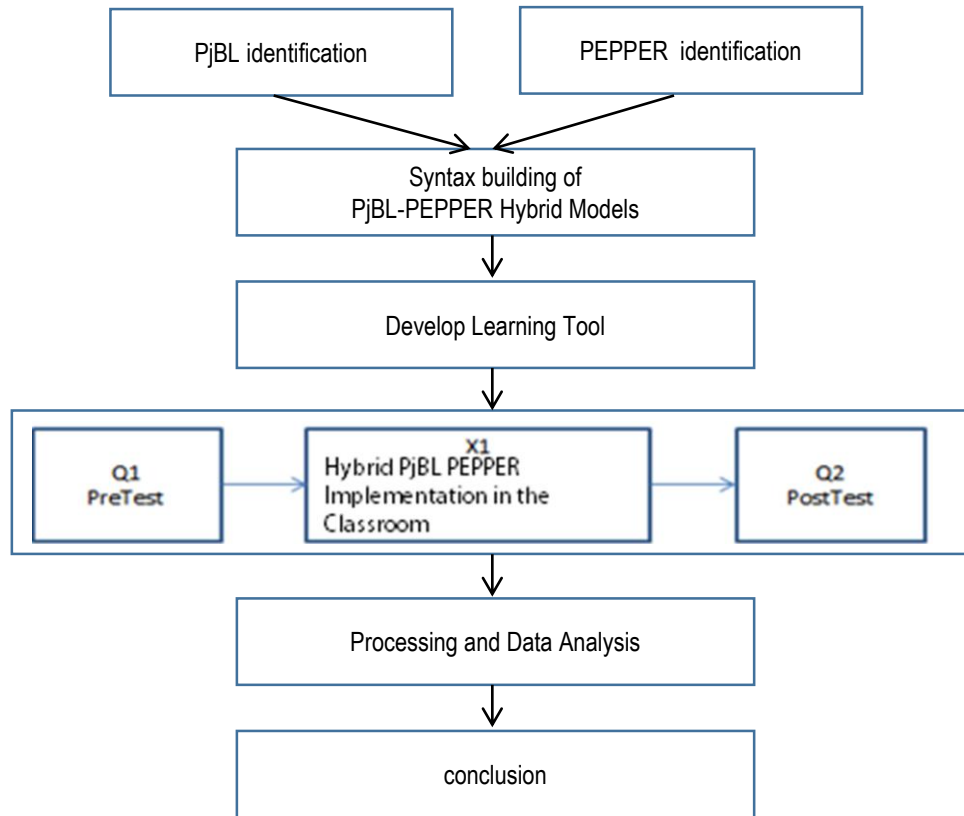 PjBL identification
PEPPER identification
Syntax building of
PjBL-PEPPER Hybrid Models
Develop Learning Tool
Q1
PreTest
X1
Hybrid PjBL PEPPER
Implementation in the
Classroom
Q2
PostTest
Processing and Data Analysis
conclusion